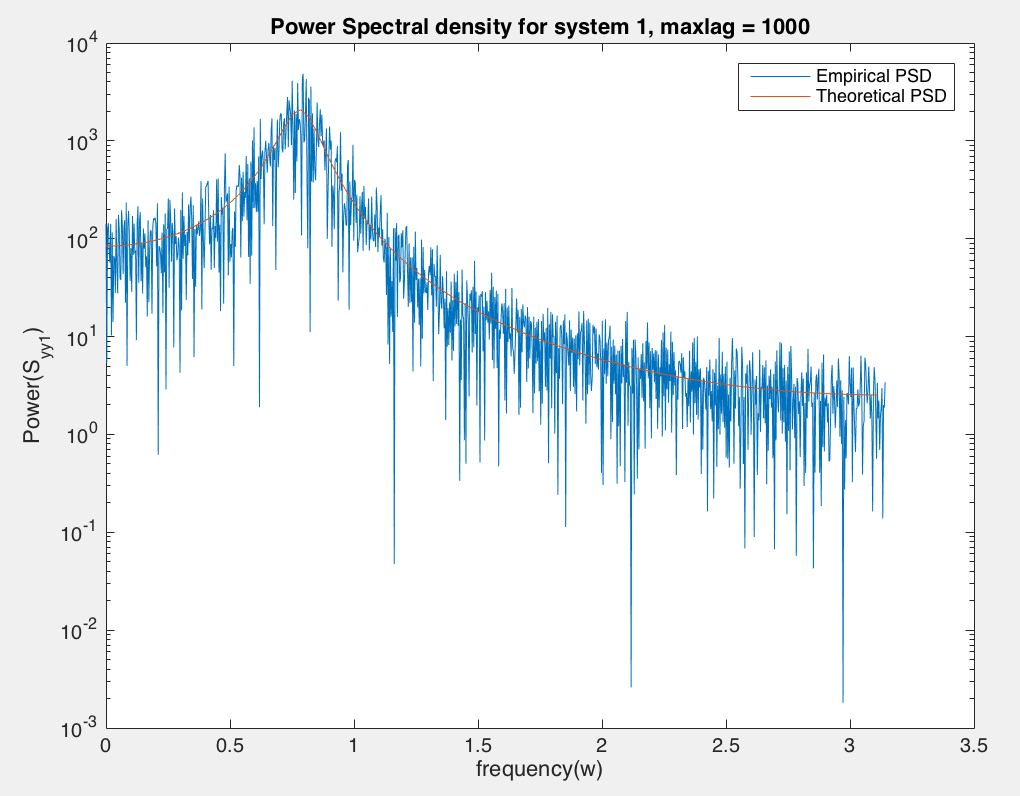 Power Spectral density for system 1, maxlag = 1000
Empirical PSD
Theoretical PSD
10^4
10^3
10^2
10^1
10^0
10^-1
10^-2
10^-3
Power(S_yy1)
0 0.5 1 1.5 2 2.5 3 3.5
frequency(w)